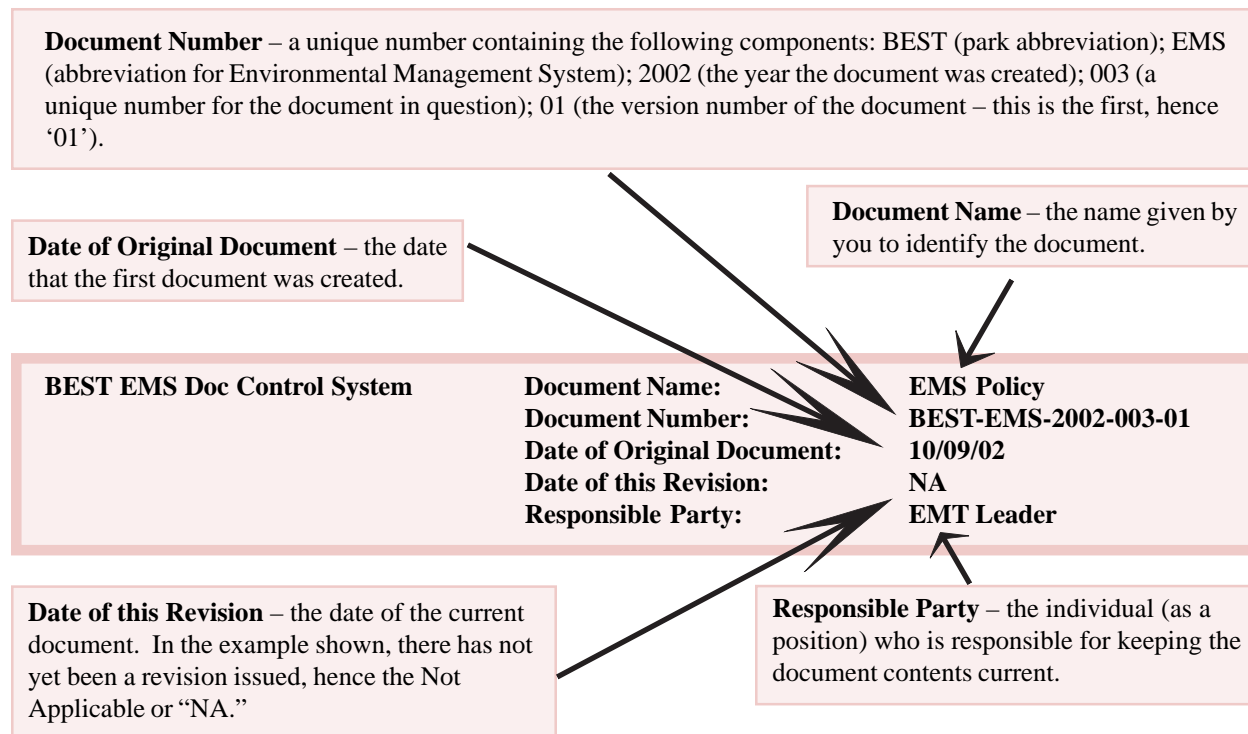 Document Number – a unique number containing the following components: BEST (park abbreviation); EMS
(abbreviation for Environmental Management System); 2002 (the year the document was created); 003 (a
unique number for the document in question); 01 (the version number of the document – this is the first, hence
‘01’).
Document Name – the name given by
you to identify the document.
Date of Original Document – the date
that the first document was created.
BEST EMS Doc Control System
Document Name: EMS Policy
Document Number: BEST-EMS-2002-003-01
Date of Original Document: 10/09/02
Date of this Revision: NA
Responsible Party: EMT Leader
Date of this Revision – the date of the current
document.  In the example shown, there has not
yet been a revision issued, hence the Not
Applicable or “NA.”
Responsible Party – the individual (as a
position) who is responsible for keeping the
document contents current.